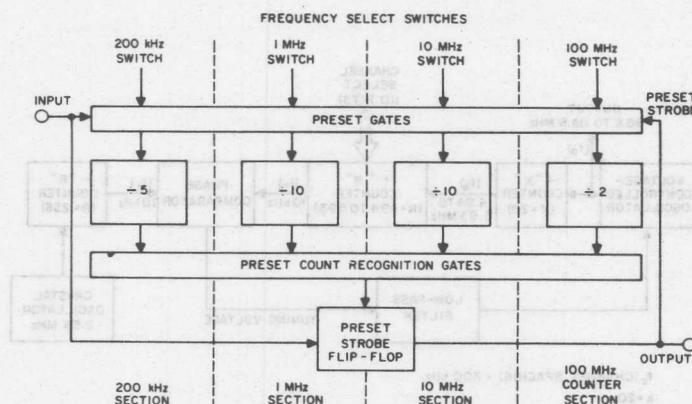 FREQUENCY SELECT SWITCHES
200 kHz SWITCH
1 MHz SWITCH
10 MHz SWITCH
100 MHz SWITCH
INPUT
PRESET STROBE
PRESET GATES
÷5
÷10
÷10
÷2
PRESET COUNT RECOGNITION GATES
PRESET STROBE FLIP-FLOP
OUTPUT
200 kHz SECTION
1 MHz SECTION
10 MHz SECTION
100 MHz COUNTER SECTION